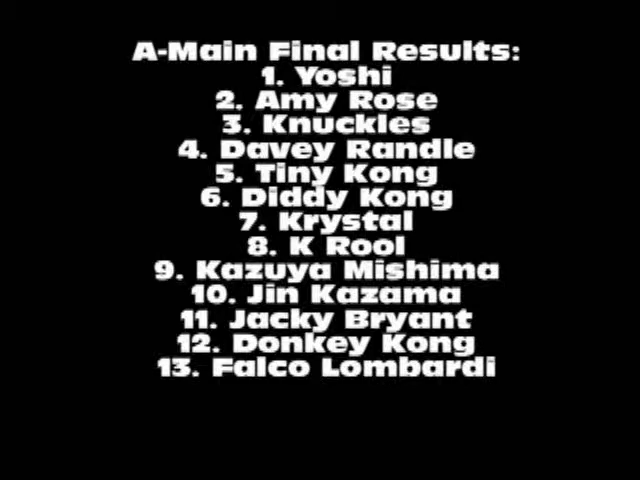 A-Main Final Results:
1. Yoshi
2. Amy Rose
3. Knuckles
4. Davey Randle
5. Tiny Kong
6. Diddy Kong
7. Krystal
8. K Rool
9. Kazuya Mishima
10. Jin Kazama
11. Jacky Bryant
12. Donkey Kong
13. Falco Lombardi